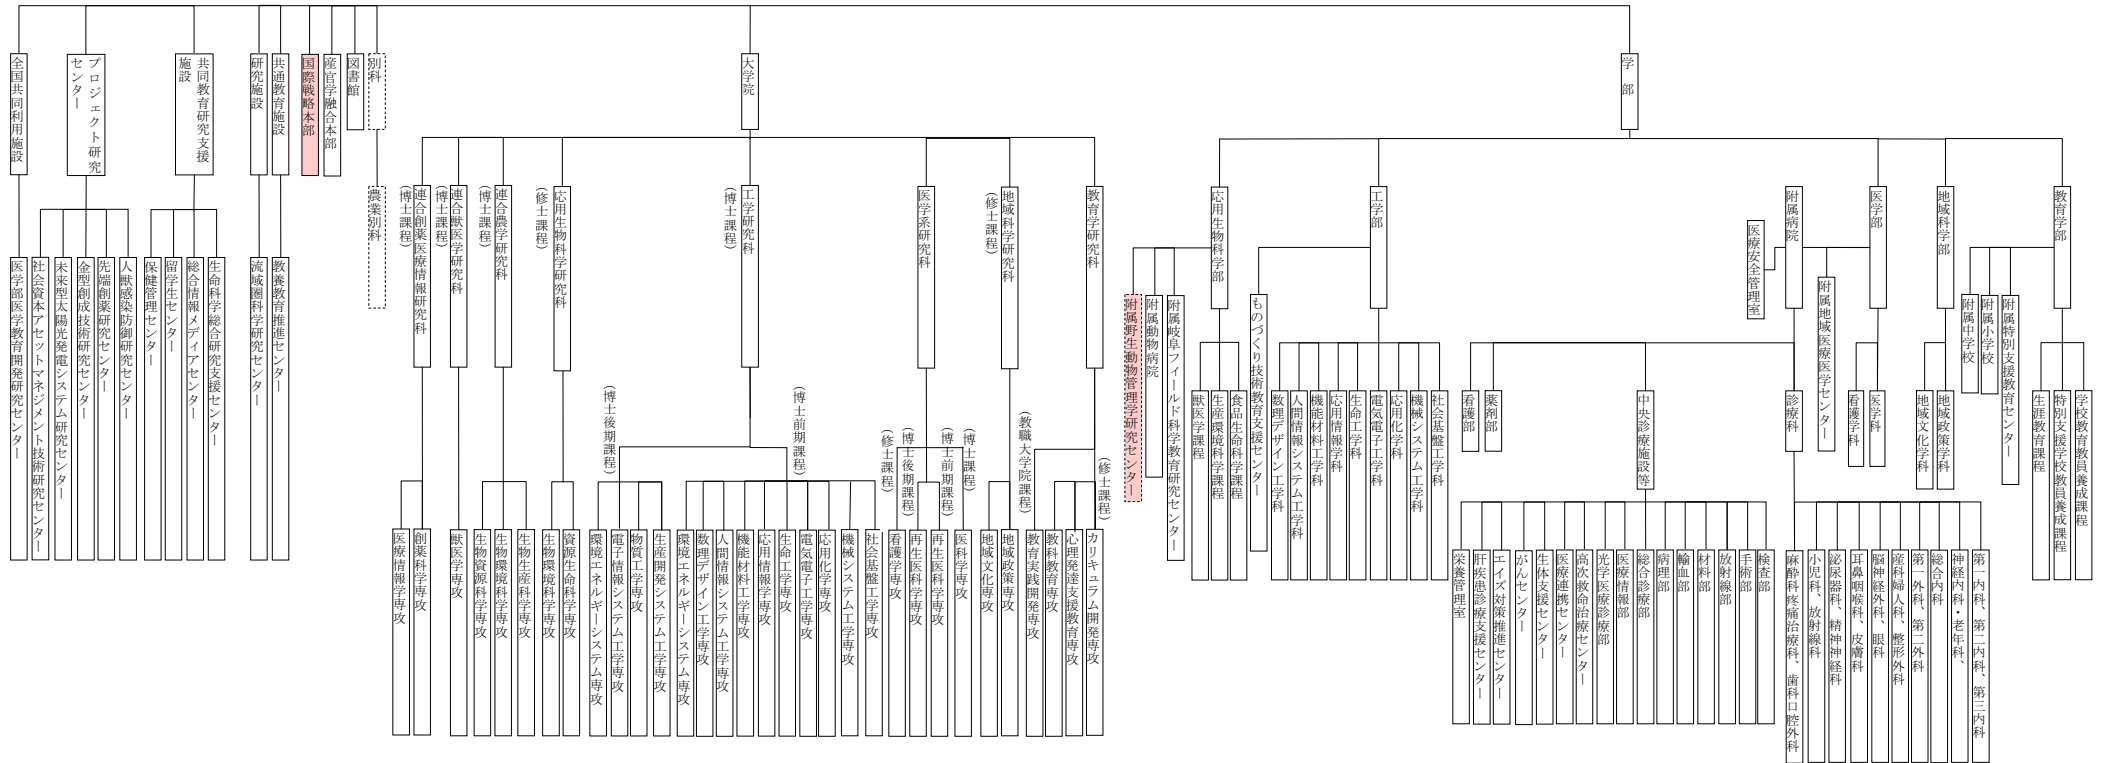 学　部
教育学部
学校教育教員養成課程
特別支援学校教員養成課程
生涯教育課程
附属特別支援教育センター
附属小学校
附属中学校
地域科学部
地域政策学科
地域文化学科
医学部
医学科
看護学科
附属地域医療医学センター
附属病院
医療安全管理室
診療科
第一内科、第二内科、第三内科
神経内科・老年科、
総合内科
第一外科、第二外科
産科婦人科、整形外科
脳神経外科、眼科
耳鼻咽喉科、皮膚科
泌尿器科、精神神経科
小児科、放射線科
麻酔科疼痛治療科、歯科口腔外科
中央診療施設等
検査部
手術部
放射線部
材料部
輸血部
病理部
総合診療部
医療情報部
光学医療診療部
高次救命治療センター
医療連携センター
生体支援センター
がんセンター
エイズ対策推進センター
肝疾患診療支援センター
栄養管理室
薬剤部
看護部
工学部
社会基盤工学科
機械システム工学科
応用化学科
電気電子工学科
生命工学科
応用情報学科
機能材料工学科
人間情報システム工学科
数理デザイン工学科
ものづくり技術教育支援センター
応用生物科学部
食品生命科学課程
生産環境科学課程
獣医学課程
附属岐阜フィールド科学教育研究センター
附属動物病院
附属野生動物管理学研究センター
大学院
教育学研究科
(修士課程)
カリキュラム開発専攻
心理発達支援教育専攻
教科教育専攻
(教職大学院課程)
教育実践開発専攻
地域科学研究科
(修士課程)
地域政策専攻
地域文化専攻
医学系研究科
(博士課程)
医科学専攻
(博士前期課程)
再生医科学専攻
(博士後期課程)
再生医科学専攻
(修士課程)
看護学専攻
工学研究科
(博士課程)
(博士前期課程)
社会基盤工学専攻
機械システム工学専攻
応用化学専攻
電気電子工学専攻
生命工学専攻
応用情報学専攻
機能材料工学専攻
人間情報システム工学専攻
数理デザイン工学専攻
環境エネルギーシステム専攻
(博士後期課程)
生産開発システム工学専攻
物質工学専攻
電子情報システム工学専攻
環境エネルギーシステム専攻
応用生物科学研究科
(修士課程)
資源生命科学専攻
生物環境科学専攻
連合農学研究科
(博士課程)
生物生産科学専攻
生物環境科学専攻
生物資源科学専攻
連合獣医学研究科
(博士課程)
獣医学専攻
連合創薬医療情報研究科
(博士課程)
創薬科学専攻
医療情報学専攻
別科
農業別科
図書館
産官学融合本部
国際戦略本部
共通教育施設
教養教育推進センター
研究施設
流域圏科学研究センター
共同教育研究支援
施設
生命科学総合研究支援センター
総合情報メディアセンター
留学生センター
保健管理センター
プロジェクト研究
センター
人獣感染防御研究センター
先端創薬研究センター
金型創成技術研究センター
未来型太陽光発電システム研究センター
社会資本アセットマネジメント技術研究センター
全国共同利用施設
医学部医学教育開発研究センター